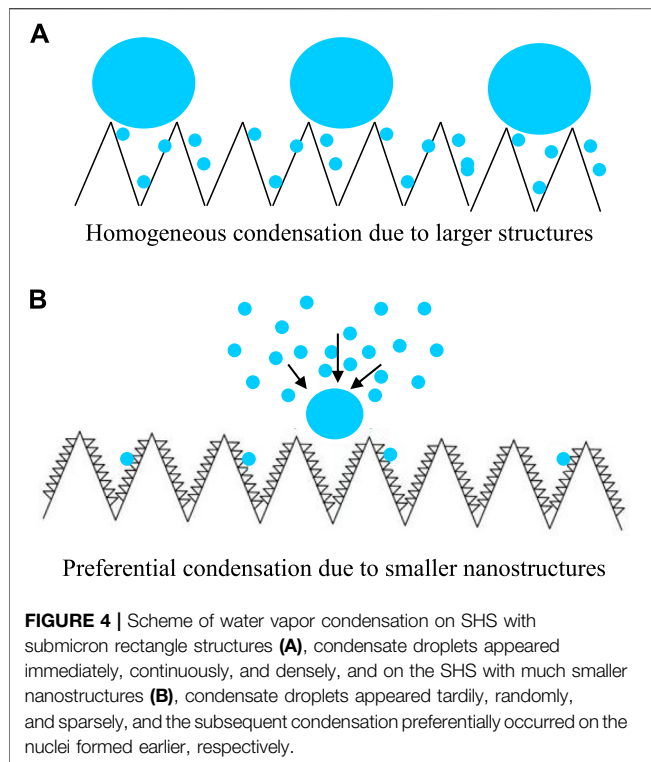 A
Homogeneous condensation due to larger structures
B
Preferential condensation due to smaller nanostructures
FIGURE 4 | Scheme of water vapor condensation on SHS with
submicron rectangle structures (A), condensate droplets appeared
immediately, continuously, and densely, and on the SHS with much smaller
nanostructures (B), condensate droplets appeared tardily, randomly,
and sparsely, and the subsequent condensation preferentially occurred on the
nuclei formed earlier, respectively.